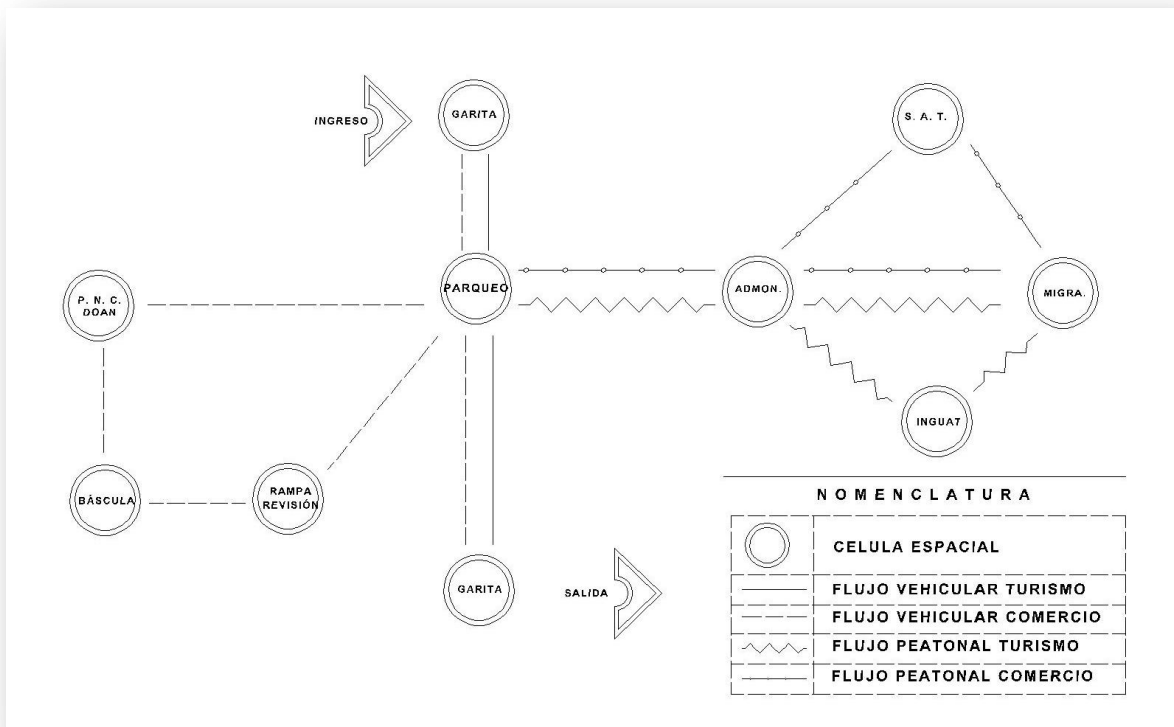 INGRESO
GARITA
S. A. T.
P. N. C.
DOAN
PARQUEO
ADMON.
MIGRA.
INGUAT
BÁSCULA
RAMPA
REVISIÓN
GARITA
SALIDA
NOMENCLATURA
CELULA ESPACIAL
FLUJO VEHICULAR TURISMO
FLUJO VEHICULAR COMERCIO
FLUJO PEATONAL TURISMO
FLUJO PEATONAL COMERCIO